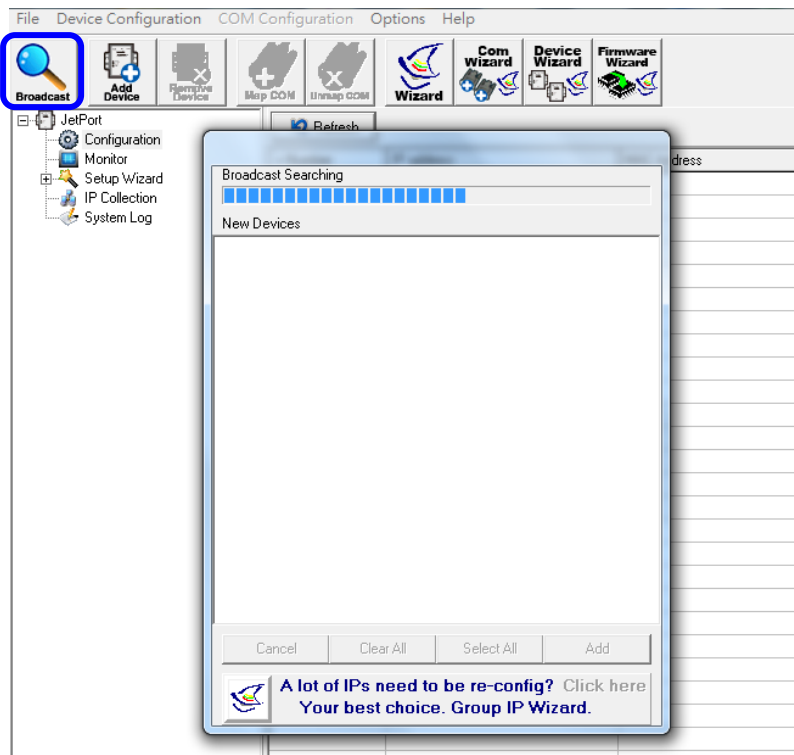 File Device Configuration COM Configuration Options Help
Broadcast
Add
Device
Remove
Device
Map COM
Unmap COM
Wizard
Com
Wizard
Device
Wizard
Firmware
Wizard
JetPort
Configuration
Monitor
Setup Wizard
IP Collection
System Log
Refresh
dress
Broadcast Searching
New Devices
Cancel Clear All Select All Add
A lot of IPs need to be re-config? Click here
Your best choice. Group IP Wizard.